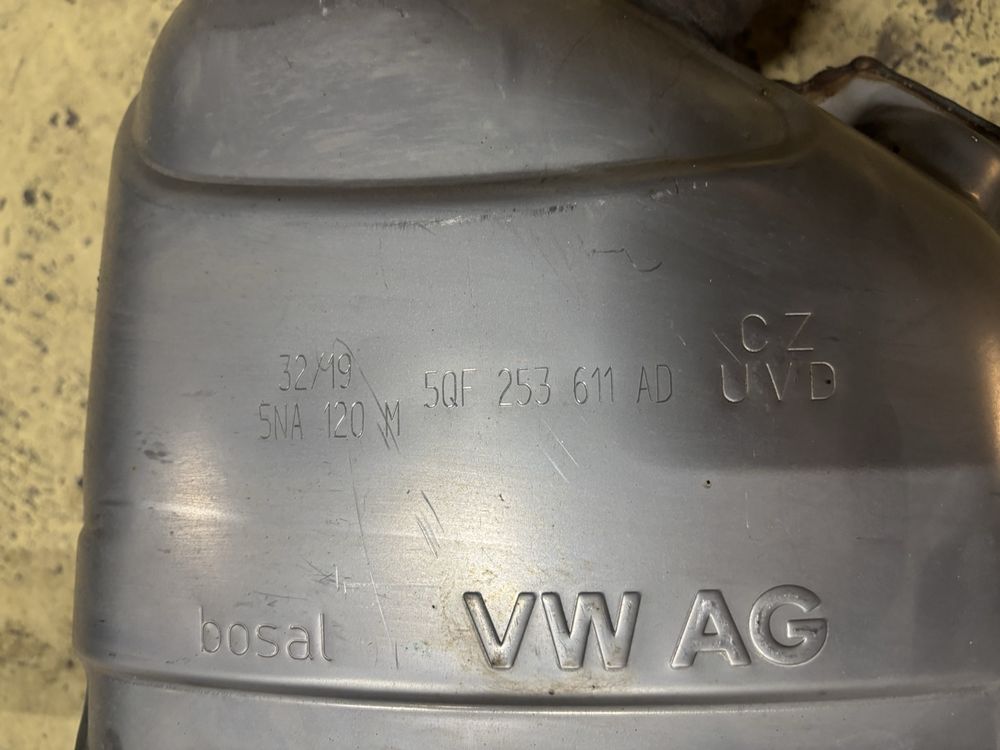 32/19
5NA 120 M
5QF 253 611 AD
CZ
UVD
bosal
VW AG